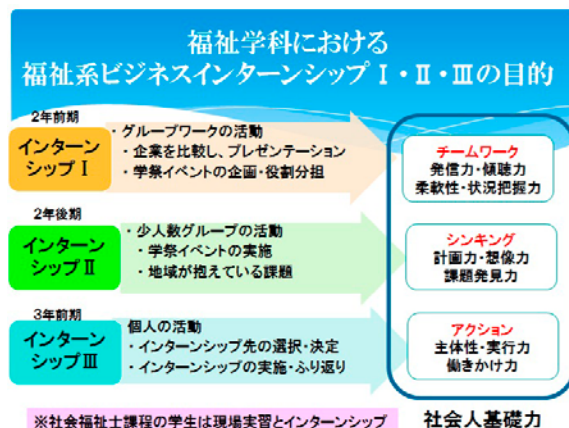 福祉学科における
福祉系ビジネスインターンシップⅠ・Ⅱ・Ⅲの目的
2年前期
インターン
シップⅠ
・グループワークの活動
・企業を比較し、プレゼンテーション
・学祭イベントの企画・役割分担
チームワーク
発信力・傾聴力
柔軟性・状況把握力
2年後期
インターン
シップⅡ
・少人数グループの活動
・学祭イベントの実施
・地域が抱えている課題
シンキング
計画力・想像力
課題発見力
3年前期
インターン
シップⅢ
個人の活動
・インターンシップ先の選択・決定
・インターンシップの実施・ふり返り
アクション
主体性・実行力
働きかけ力
※社会福祉士課程の学生は現場実習とインターンシップ
社会人基礎力